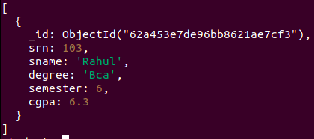 [
{
_id: ObjectId("62a453e7de96bb8621ae7cf3"),
srn: 103,
sname: 'Rahul',
degree: 'Bca',
semester: 6,
cgpa: 6.3
}
]